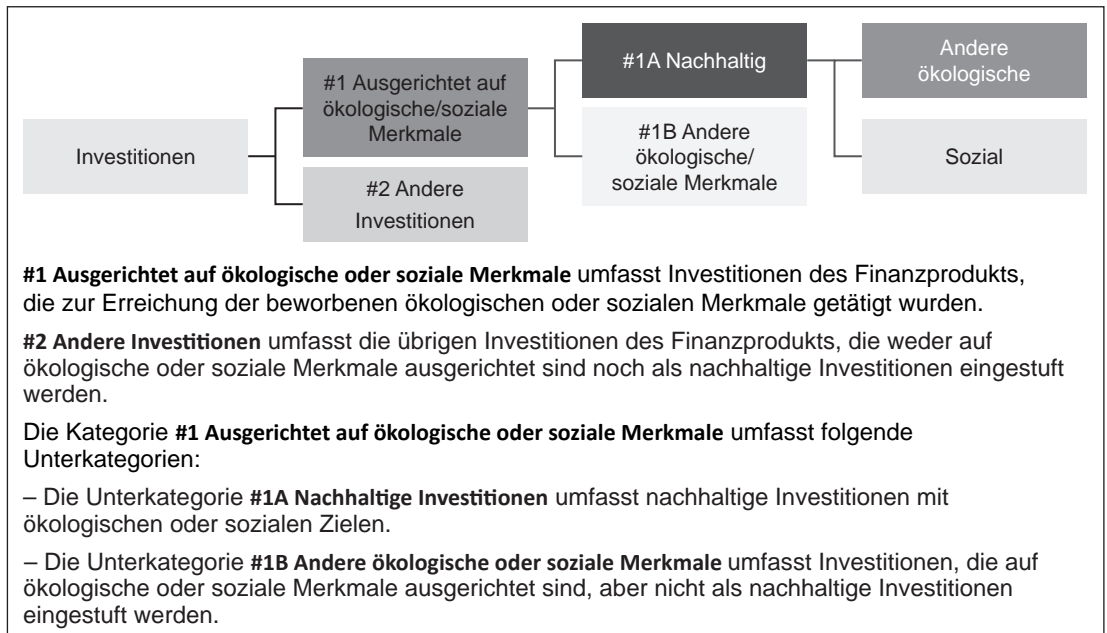 Investitionen
#1 Ausgerichtet auf
ökologische/soziale
Merkmale
#2 Andere
Investitionen
#1A Nachhaltig
#1B Andere
ökologische/
soziale Merkmale
Andere
ökologische
Sozial
#1 Ausgerichtet auf ökologische oder soziale Merkmale umfasst Investitionen des Finanzprodukts,
die zur Erreichung der beworbenen ökologischen oder sozialen Merkmale getätigt wurden.
#2 Andere Investitionen umfasst die übrigen Investitionen des Finanzprodukts, die weder auf
ökologische oder soziale Merkmale ausgerichtet sind noch als nachhaltige Investitionen eingestuft
werden.
Die Kategorie #1 Ausgerichtet auf ökologische oder soziale Merkmale umfasst folgende
Unterkategorien:
– Die Unterkategorie #1A Nachhaltige Investitionen umfasst nachhaltige Investitionen mit
ökologischen oder sozialen Zielen.
– Die Unterkategorie #1B Andere ökologische oder soziale Merkmale umfasst Investitionen, die auf
ökologische oder soziale Merkmale ausgerichtet sind, aber nicht als nachhaltige Investitionen
eingestuft werden.